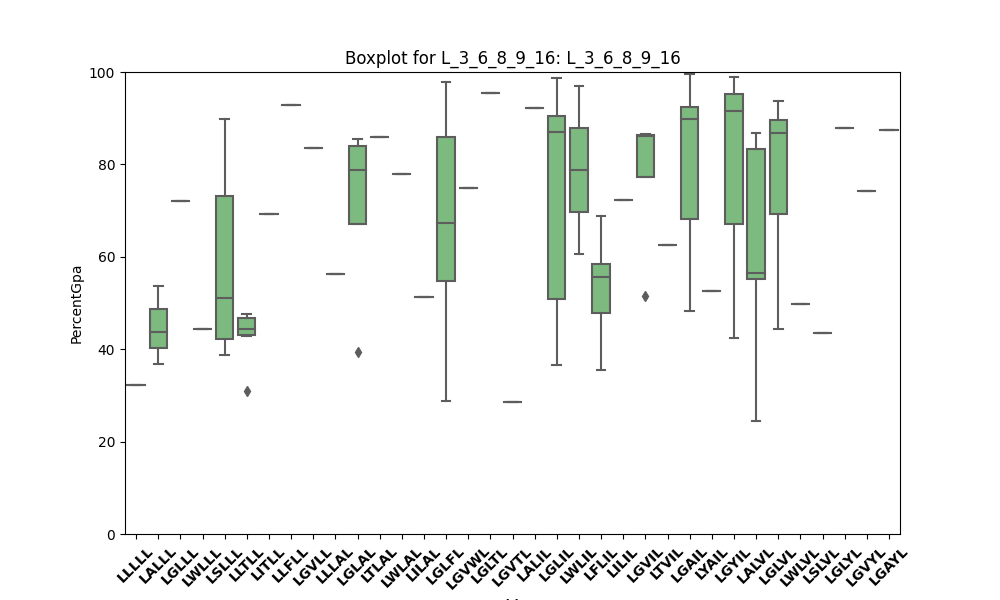 Boxplot for L_3_6_8_9_16: L_3_6_8_9_16
100
80
60
40
20
0
PercentGpa
LLLLL
LALLL
LGLLL
LWLLL
LSLLL
LLTLL
LITLL
LLFLL
LGVLL
LLLAL
LGLAL
LTLAL
LWLAL
LILAL
LGLFL
LGVWL
LGLTL
LGVTL
LALIL
LGLIL
LWLIL
LFLIL
LILIL
LGVIL
LTVIL
LGAIL
LYAIL
LGYIL
LALVL
LGLVL
LWLVL
LSLVL
LGLYL
LGVYL
LGAYL